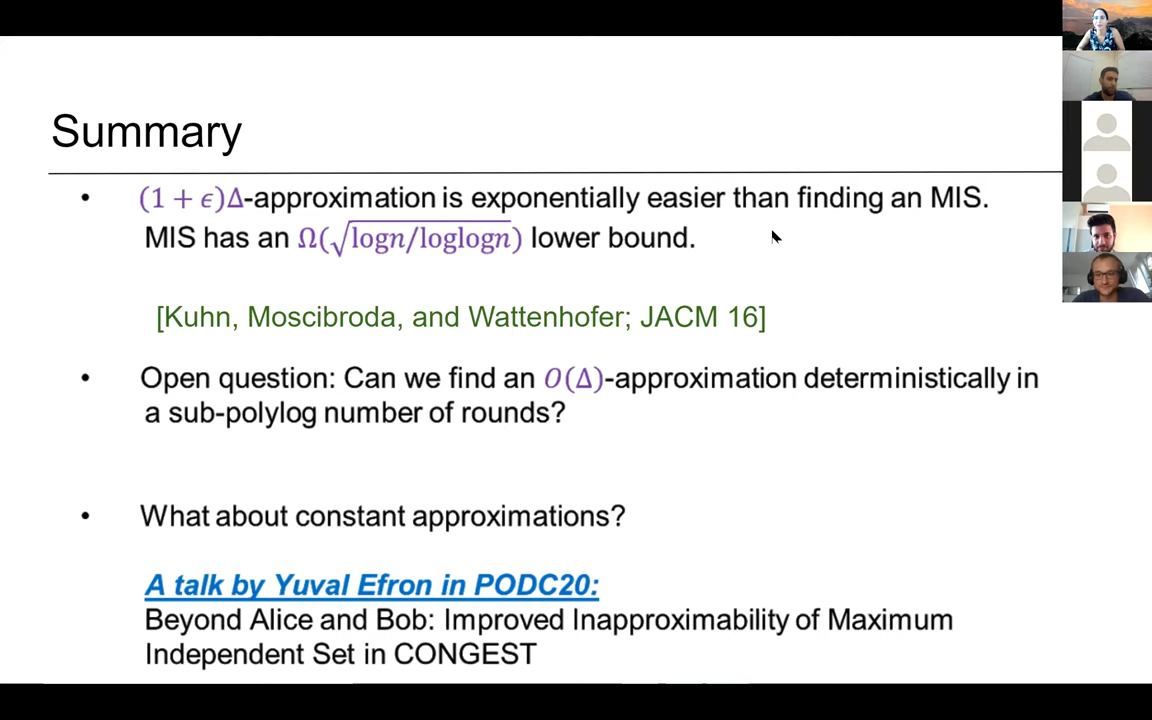 Summary
• (1 + ϵ)Δ-approximation is exponentially easier than finding an MIS.
MIS has an Ω(√logn/loglogn) lower bound.
[Kuhn, Moscibroda, and Wattenhofer; JACM 16]
• Open question: Can we find an O(Δ)-approximation deterministically in
a sub-polylog number of rounds?
• What about constant approximations?
A talk by Yuval Efron in PODC20:
Beyond Alice and Bob: Improved Inapproximability of Maximum
Independent Set in CONGEST